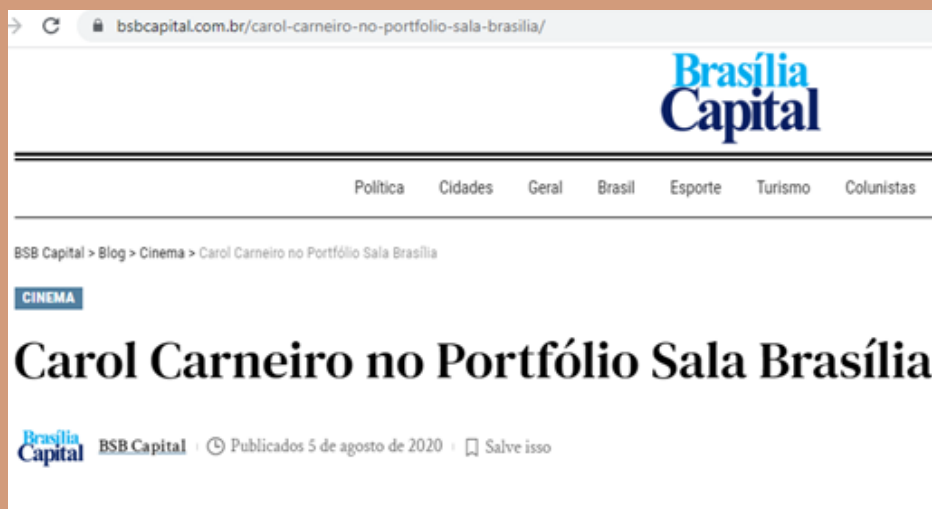 bsbcapital.com.br/carol-carneiro-no-portfolio-sala-brasilia/
Brasília
Capital
Política Cidades Geral Brasil Esporte Turismo Colunistas
BSB Capital > Blog > Cinema > Carol Carneiro no Portfólio Sala Brasília
CINEMA
Carol Carneiro no Portfólio Sala Brasília
Brasília
Capital
BSB Capital Publicados 5 de agosto de 2020 Salve isso